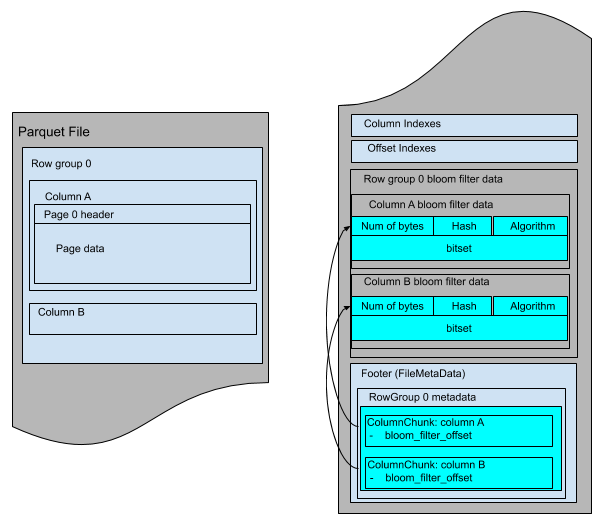 Parquet File
Row group 0
Column A
Page 0 header
Page data
Column B
Column Indexes
Offset Indexes
Row group 0 bloom filter data
Column A bloom filter data
Num of bytes Hash Algorithm
bitset
Column B bloom filter data
Num of bytes Hash Algorithm
bitset
Footer (FileMetaData)
RowGroup 0 metadata
ColumnChunk: column A
- bloom_filter_offset
ColumnChunk: column B
- bloom_filter_offset